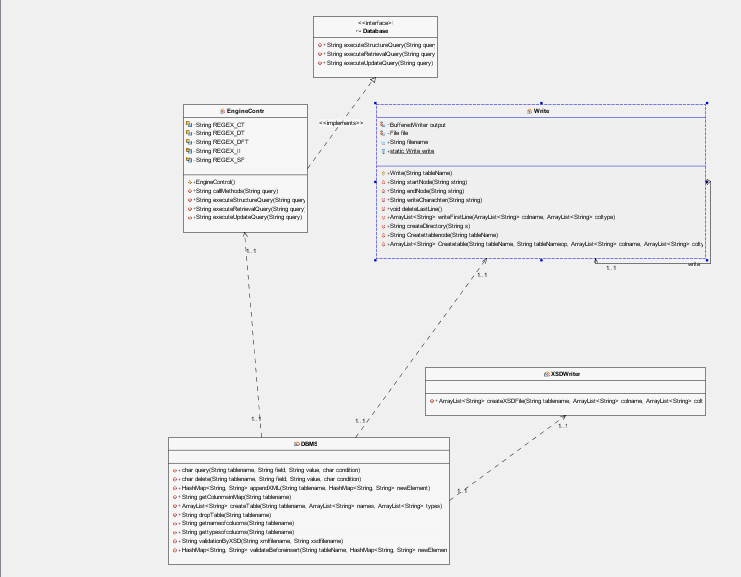 <<interface>>
Database
+ String executeStructureQuery(String quer
+ String executeRetrievalQuery(String query
+ String executeUpdateQuery(String query)
EngineContr
-String REGEX_CT
-String REGEX_DT
-String REGEX_DFT
-String REGEX_II
-String REGEX_SF
+EngineControl()
+ String callMethods(String query)
+ String executeStructureQuery(String query
+ String executeRetrievalQuery(String query
+ String executeUpdateQuery(String query)
<<implements>>
Write
-BufferedWriter output
-File file
-String filename
+static Write write
+Write(String tableName)
+String startNode(String string)
+String endNode(String string)
+String writeCharachter(String string)
+void deleteLastLine()
+ArrayList<String> writeFirstLine(ArrayList<String> colname, ArrayList<String> coltype)
+String createDirectory(String s)
+String Createttablenode(String tableName)
+ArrayList<String> Createtable(String tableName, String tableNameop, ArrayList<String> colname, ArrayList<String> colty
write
1..1
1..1
1..1
XSDWriter
+ ArrayList<String> createXSDFile(String tablename, ArrayList<String> colname, ArrayList<String> colt
1..1
1..1
1..1
1..1
DBMS
+ char query(String tablename, String field, String value, char condition)
+ char delete(String tablename, String field, String value, char condition)
+ HashMap<String, String> appendXML(String tablename, HashMap<String, String> newElement)
+ String getColunmsinMap(String tablename)
+ ArrayList<String> createTable(String tablename, ArrayList<String> names, ArrayList<String> types)
+ String dropTable(String tablename)
+ String getnamesofcoluoms(String tablename)
+ String gettypesofcoluoms(String tablename)
+ String validationByXSD(String xmlfilename, String xsdfilename)
+ HashMap<String, String> validateBeforeinsert(String tableName, HashMap<String, String> newElemen